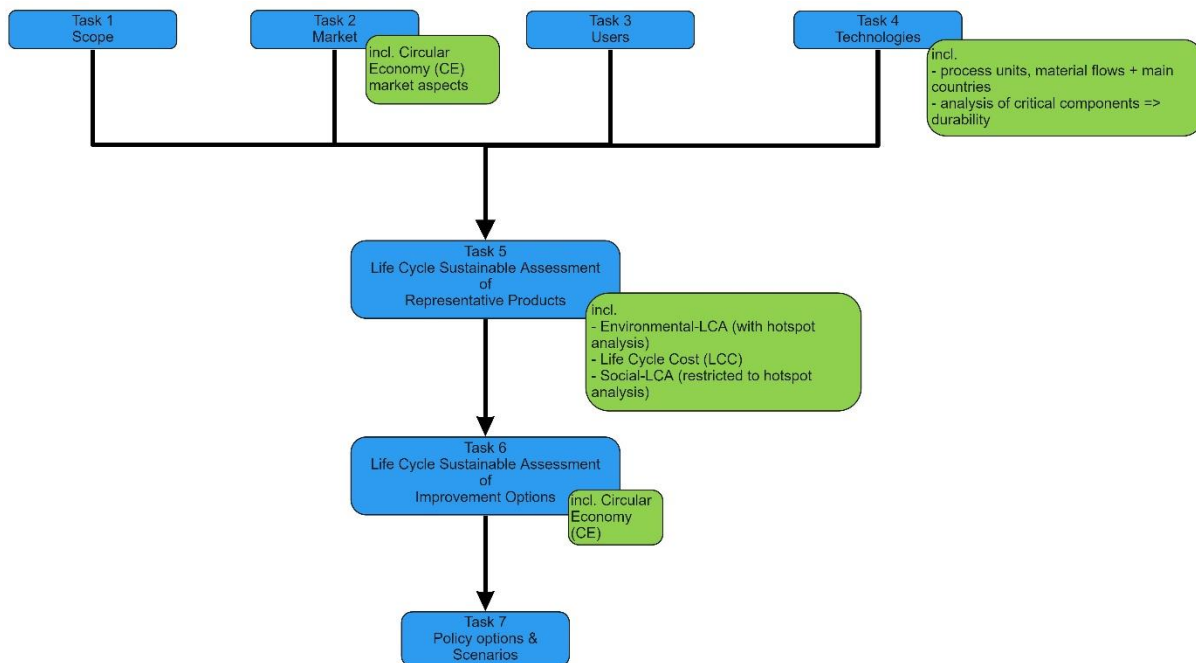 Task 1
Scope
Task 2
Market
incl. Circular
Economy (CE)
market aspects
Task 3
Users
Task 4
Technologies
incl.
- process units, material flows + main
countries
- analysis of critical components =>
durability
Task 5
Life Cycle Sustainable Assessment
of
Representative Products
incl.
- Environmental-LCA (with hotspot
analysis)
- Life Cycle Cost (LCC)
- Social-LCA (restricted to hotspot
analysis)
Task 6
Life Cycle Sustainable Assessment
of
Improvement Options
incl. Circular
Economy
(CE)
Task 7
Policy options &
Scenarios